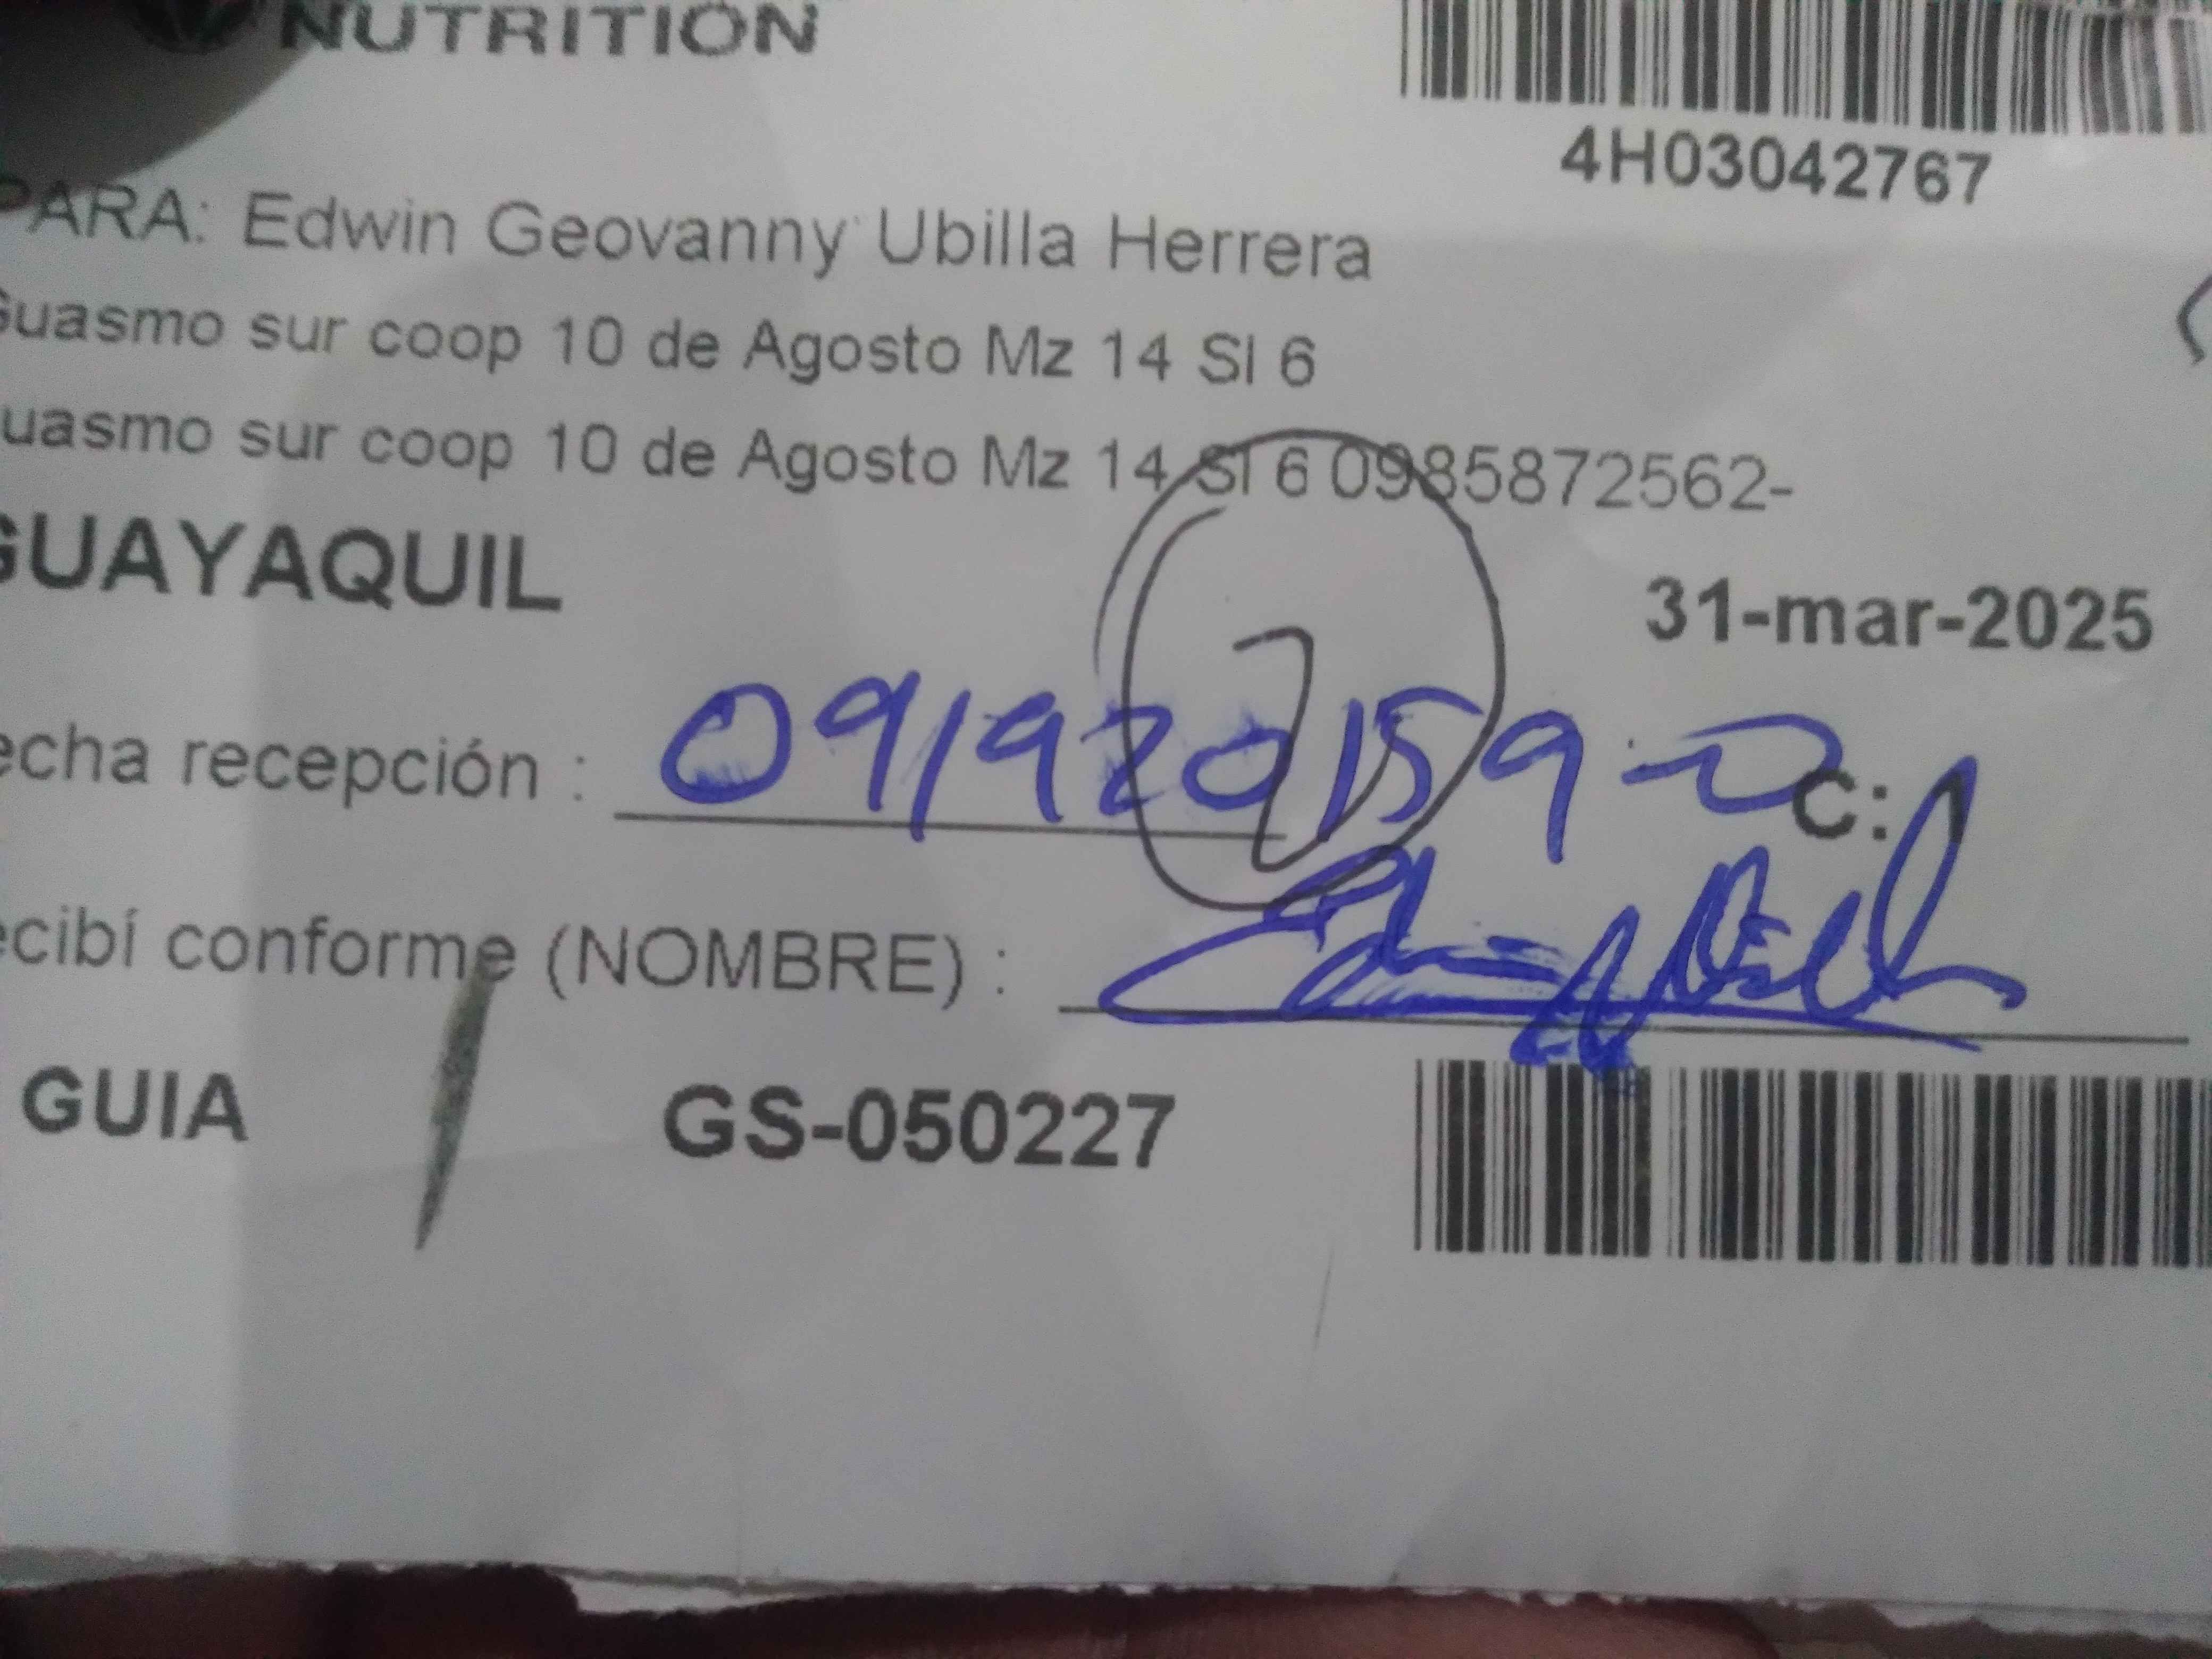 NUTRITION
4H03042767
PARA: Edwin Geovanny Ubilla Herrera
Guasmo sur coop 10 de Agosto Mz 14 Sl 6
uasmo sur coop 10 de Agosto Mz 14 Sl 6 0985872562-
GUAYAQUIL
31-mar-2025
echa recepción : 0919201590 C:
ecibí conforme (NOMBRE) :
GUIA GS-050227